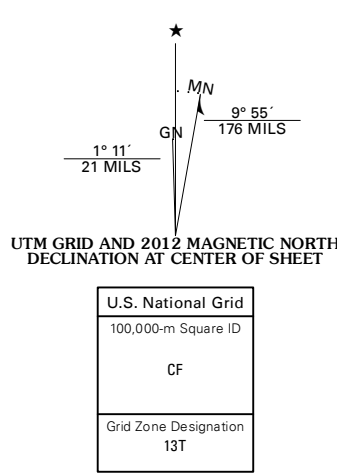 ★
MN
9° 55´
176 MILS
GN
1° 11´
21 MILS
UTM GRID AND 2012 MAGNETIC NORTH
DECLINATION AT CENTER OF SHEET
U.S. National Grid
100,000-m Square ID
CF
Grid Zone Designation
13T